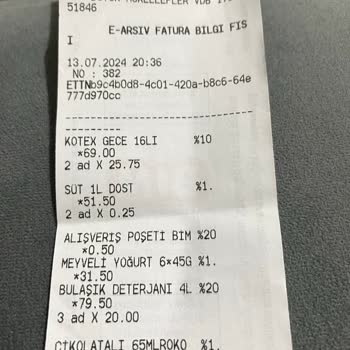 51846
E-ARSIV FATURA BILGI FIS
I
13.07.2024 20:36
NO : 382
ETTNb9c4b0d8-4c01-420a-b8c6-64e
777d970cc
--------------------------------
----------
KOTEX GECE 16LI %10
*69.00
2 ad X 25.75
SÜT 1L DOST %1.
*51.50
2 ad X 0.25
ALIŞVERİŞ POŞETİ BİM %20
*0.50
MEYVELİ YOĞURT 6*45G %1.
*31.50
BULAŞIK DETERJANI 4L %20
*79.50
3 ad X 20.00
ÇİKOLATALI 65MLROKO %1.